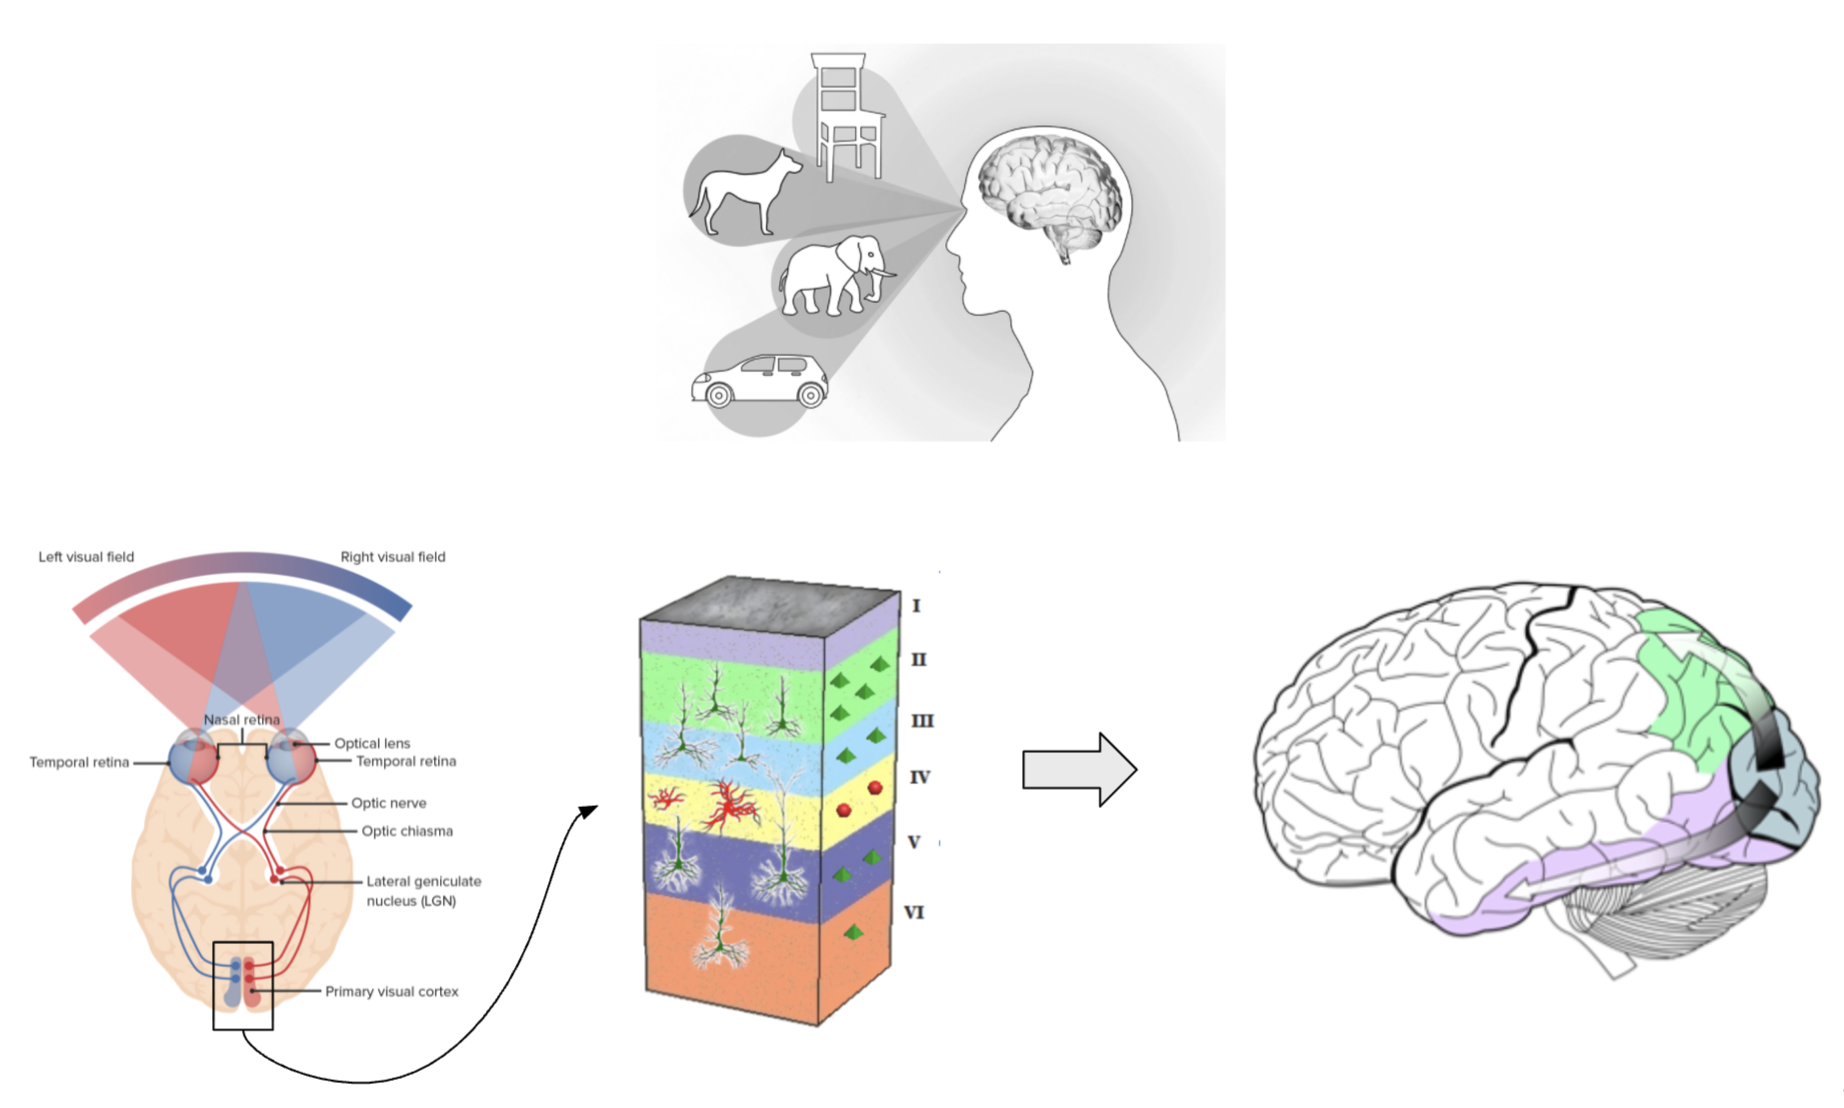 Left visual field
Right visual field
Nasal retina
Optical lens
Temporal retina
Temporal retina
Optic nerve
Optic chiasma
Lateral geniculate
nucleus (LGN)
Primary visual cortex
I
II
III
IV
V
VI